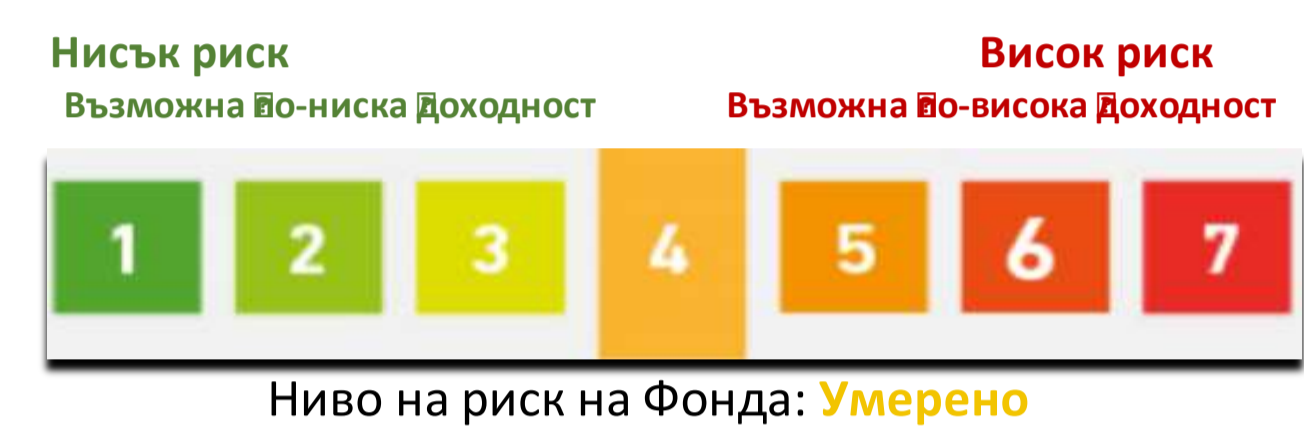 Нисък риск
Висок риск
Възможна по-ниска доходност
Възможна по-висока доходност
1 2 3 4 5 6 7
Ниво на риск на Фонда: Умерено